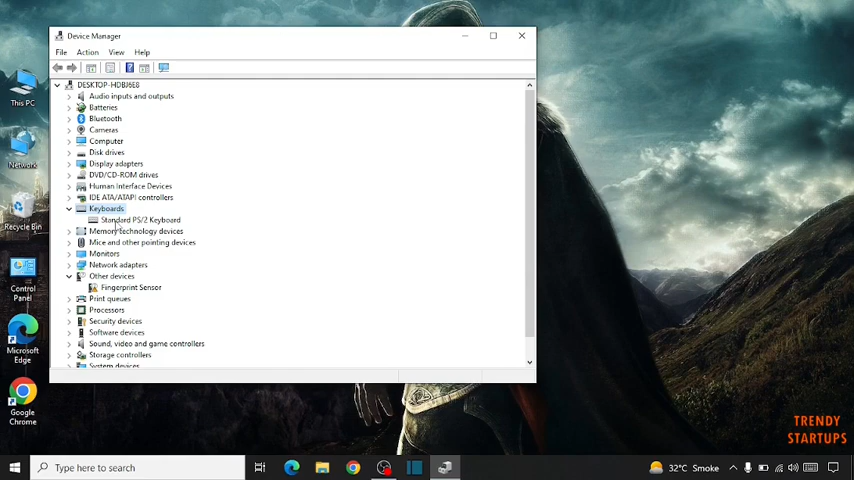 Device Manager
File Action View Help
DESKTOP-HDBJ6E8
Audio inputs and outputs
Batteries
Bluetooth
Cameras
Computer
Disk drives
Display adapters
DVD/CD-ROM drives
Human Interface Devices
IDE ATA/ATAPI controllers
Keyboards
Standard PS/2 Keyboard
Memory technology devices
Mice and other pointing devices
Monitors
Network adapters
Other devices
Fingerprint Sensor
Print queues
Processors
Security devices
Software devices
Sound, video and game controllers
Storage controllers
System devices
This PC
Network
Recycle Bin
Control
Panel
Microsoft
Edge
Google
Chrome
TRENDY
STARTUPS
Type here to search
32°C Smoke